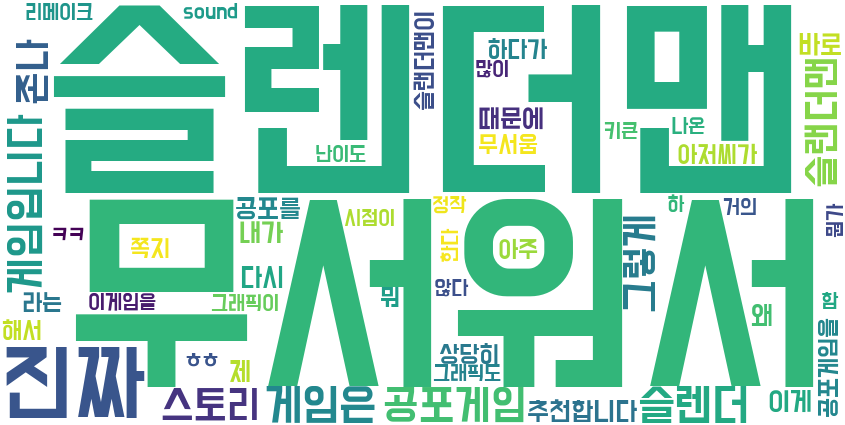 리메이크
sound
슬렌더맨
존나
슬랜더맨이
하다가
많이
때문에
무서움
난이도
키큰
나온
아저씨가
바로
슬랜더맨
게임입니다
무서워서
공포를
내가
시점이
정작
한다
아주
하
거의
뭔가
ㅋㅋ
쪽지
다시
그렇게
라는
이게임을
그래픽이
뭐
않다
왜
함
해서
진짜
ㅎㅎ
제
상당히
그래픽도
공포게임을
스토리
게임은
공포게임
추천합니다
슬렌더
이게